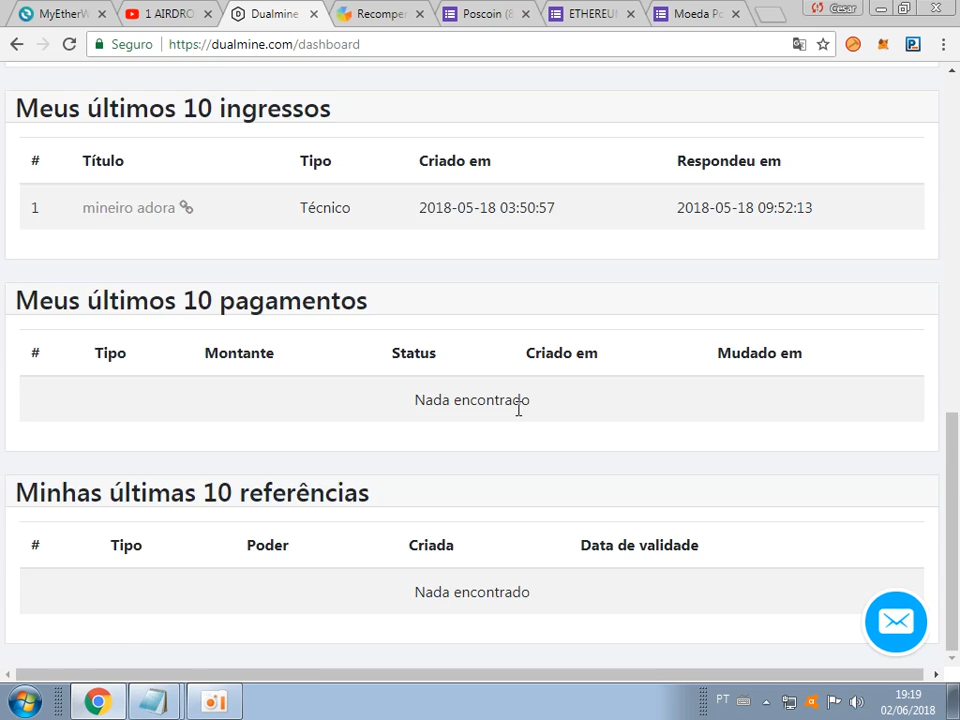 MyEtherW
1 AIRDRO
Dualmine
Recompe
Poscoin (8
ETHEREU
Moeda Po
Cesar
Seguro https://dualmine.com/dashboard
Meus últimos 10 ingressos
# Título Tipo Criado em Respondeu em
1 mineiro adora Técnico 2018-05-18 03:50:57 2018-05-18 09:52:13
Meus últimos 10 pagamentos
# Tipo Montante Status Criado em Mudado em
Nada encontrado
Minhas últimas 10 referências
# Tipo Poder Criada Data de validade
Nada encontrado
PT
19:19
02/06/2018